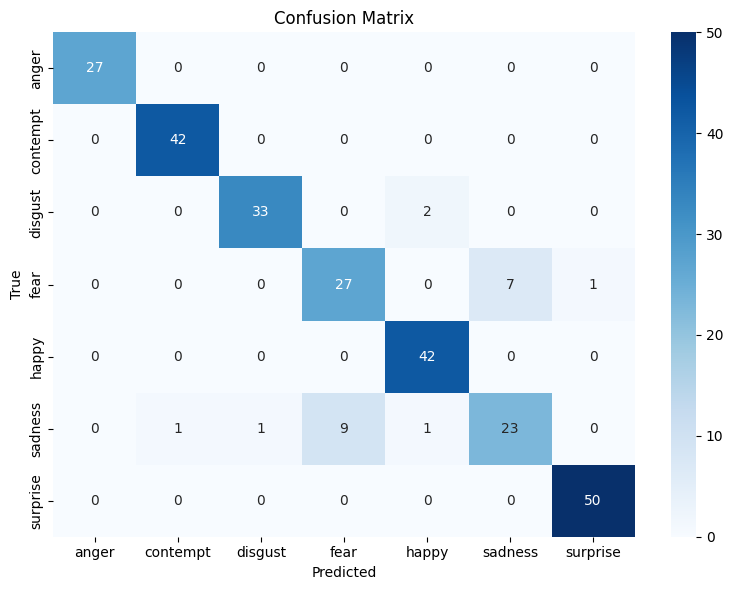 Confusion Matrix
anger 27 0 0 0 0 0 0
contempt 0 42 0 0 0 0 0
disgust 0 0 33 0 2 0 0
fear 0 0 0 27 0 7 1
happy 0 0 0 0 42 0 0
sadness 0 1 1 9 1 23 0
surprise 0 0 0 0 0 0 50
True
anger contempt disgust fear happy sadness surprise
Predicted
50
40
30
20
10
0